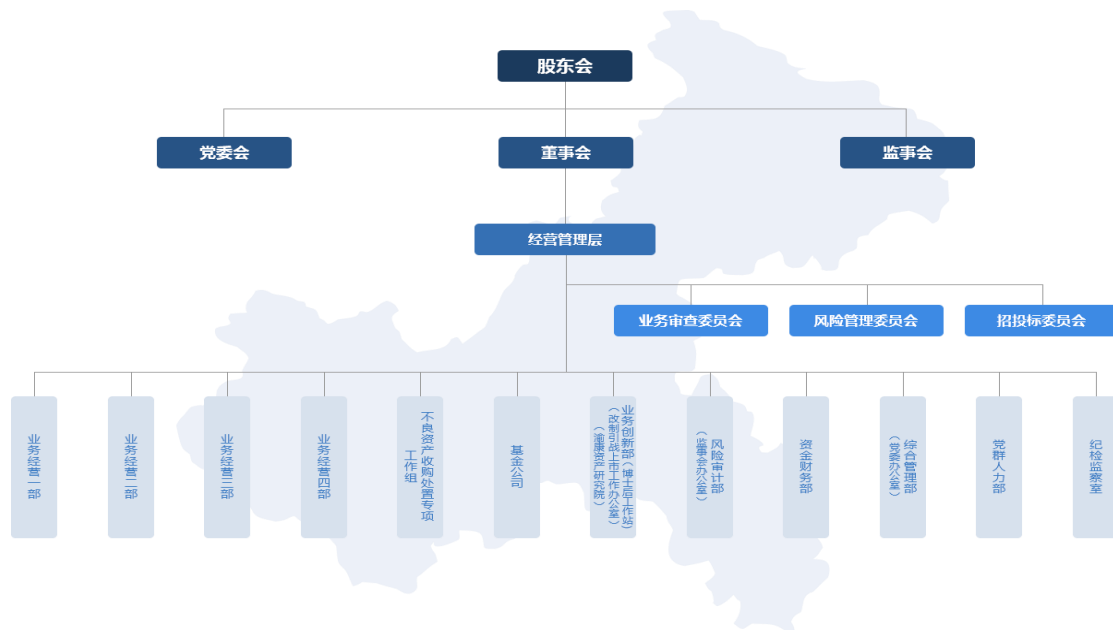 股东会
党委会
董事会
监事会
经营管理层
业务审查委员会
风险管理委员会
招投标委员会
业务经营一部
业务经营二部
业务经营三部
业务经营四部
不良资产收购处置专项
工作组
基金公司
业务创新部（博士后工作站）
（改制引战上市工作办公室）
（渝康资产研究院）
风险审计部
（监事会办公室）
资金财务部
综合管理部
（党委办公室）
党群人力部
纪检监察室